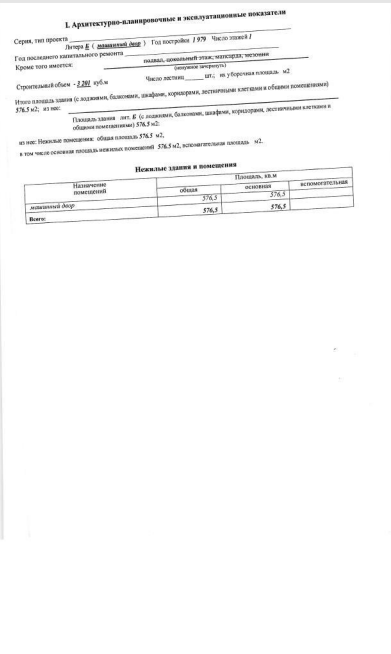 I. Архитектурно-планировочные и эксплуатационные показатели
Серия, тип проекта
Литера Б ( машинный двор ) Год постройки 1 979 Число этажей 1
Год последнего капитального ремонта
Кроме того имеется: подвал, цокольный этаж, мансарда, мезонин
(ненужное зачеркнуть)
Строительный объем - 3 201 куб.м Число лестниц шт.; их уборочная площадь м2
Итого площадь здания (с лоджиями, балконами, шкафами, коридорами, лестничными клетками и общими помещениями)
576.5 м2; из нас:
Площадь здания лит. Б (с лоджиями, балконами, шкафами, коридорами, лестничными клетками и
общими помещениями) 576.5 м2:
из нас: Нежилые помещения: общая площадь 576.5 м2,
в том числе основная площадь нежилых помещений 576.5 м2, вспомогательная площадь м2.
Нежилые здания и помещения
Назначение помещений Площадь, кв.м
общая основная вспомогательная
машинный двор 576,5 576,5
Всего: 576,5 576,5